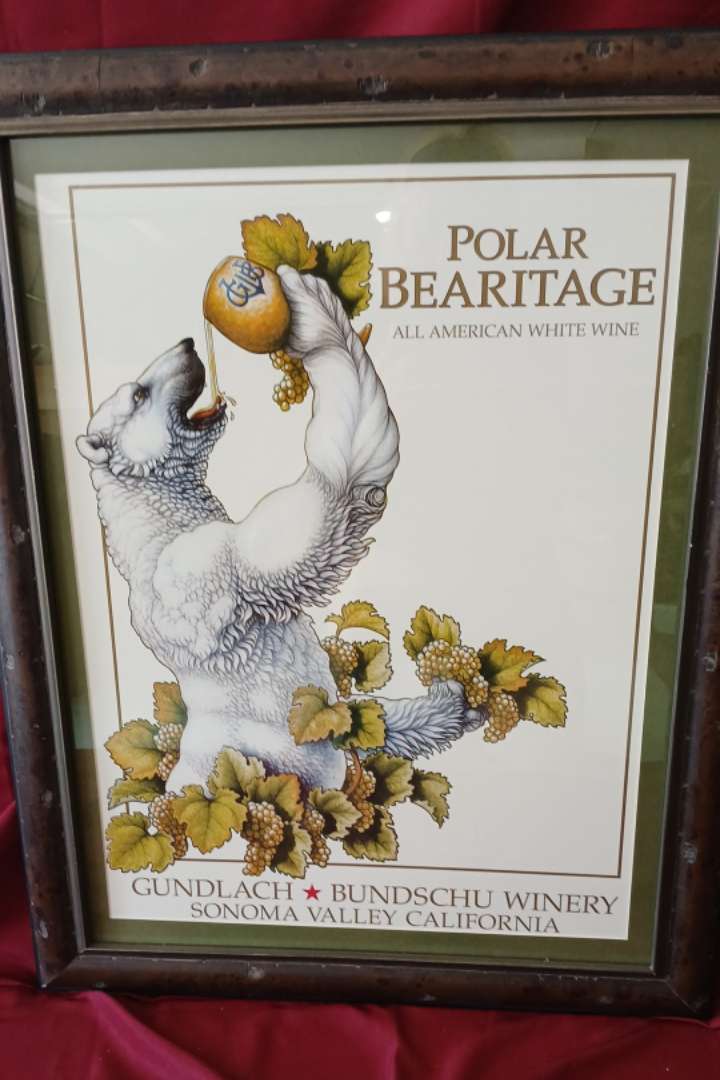 POLAR
BEARITAGE
ALL AMERICAN WHITE WINE
GUNDLACH ★ BUNDSCHU WINERY
SONOMA VALLEY CALIFORNIA